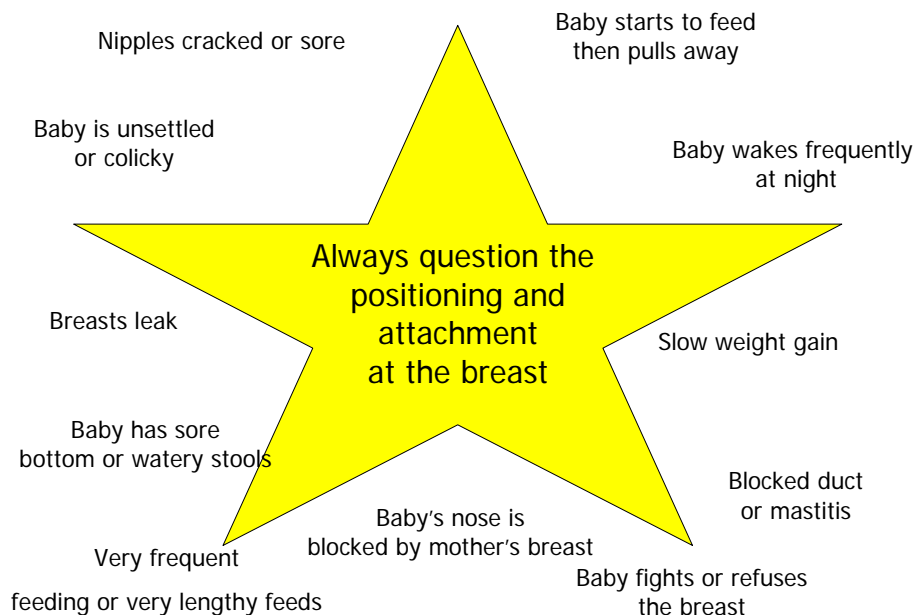 Nipples cracked or sore
Baby starts to feed
then pulls away
Baby is unsettled
or colicky
Baby wakes frequently
at night
Always question the
positioning and
attachment
at the breast
Breasts leak
Slow weight gain
Baby has sore
bottom or watery stools
Blocked duct
or mastitis
Baby's nose is
blocked by mother's breast
Very frequent
feeding or very lengthy feeds
Baby fights or refuses
the breast